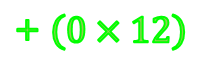 + (0 × 12)